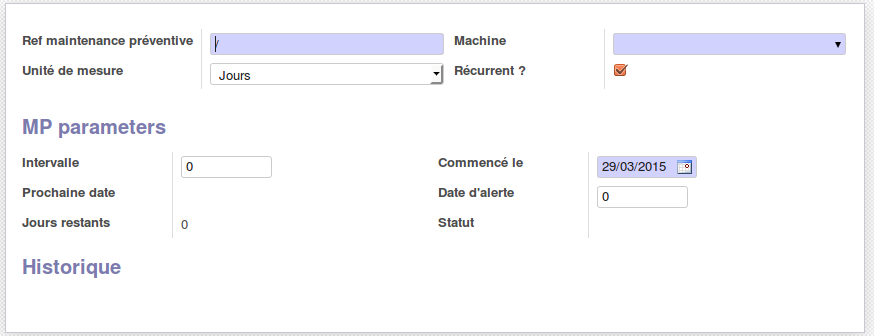 Ref maintenance préventive / Machine
Unité de mesure Jours Récurrent ?
MP parameters
Intervalle 0 Commencé le 29/03/2015
Prochaine date Date d'alerte 0
Jours restants 0 Statut
Historique